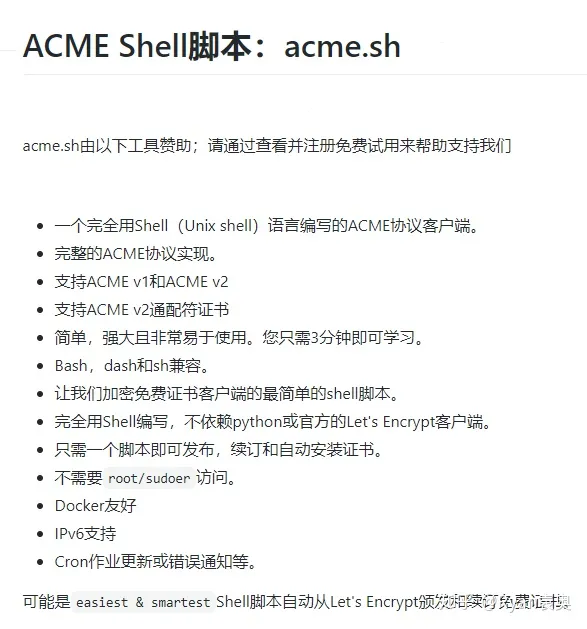 ACME Shell脚本：acme.sh
acme.sh由以下工具赞助；请通过查看并注册免费试用来帮助支持我们
一个完全用Shell（Unix shell）语言编写的ACME协议客户端。
完整的ACME协议实现。
支持ACME v1和ACME v2
支持ACME v2通配符证书
简单，强大且非常易于使用。您只需3分钟即可学习。
Bash，dash和sh兼容。
让我们加密免费证书客户端的最简单的shell脚本。
完全用Shell编写，不依赖python或官方的Let's Encrypt客户端。
只需一个脚本即可发布，续订和自动安装证书。
不需要 root/sudoer 访问。
Docker友好
IPv6支持
Cron作业更新或错误通知等。
可能是 easiest & smartest Shell脚本自动从Let's Encrypt颁发和续订免费证书